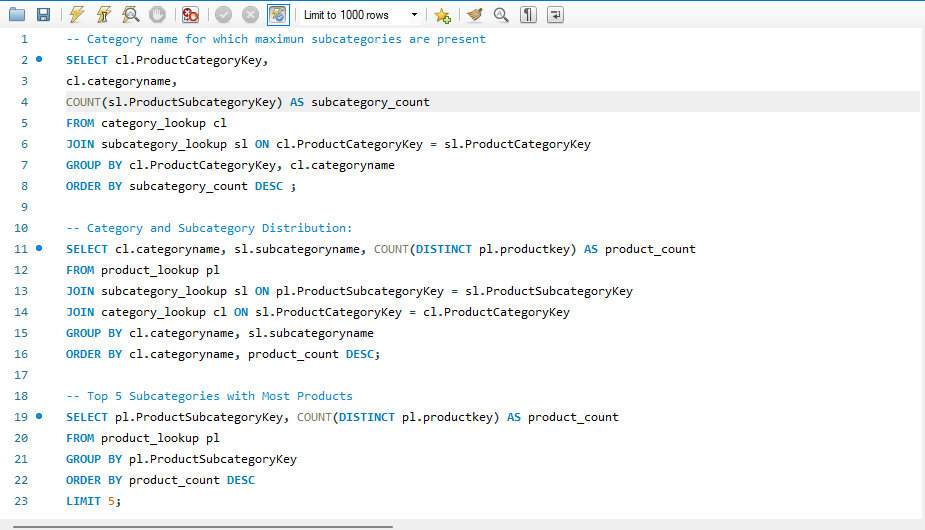 Limit to 1000 rows
1 -- Category name for which maximun subcategories are present
2 SELECT cl.ProductCategoryKey,
3 cl.categoryname,
4 COUNT(sl.ProductSubcategoryKey) AS subcategory_count
5 FROM category_lookup cl
6 JOIN subcategory_lookup sl ON cl.ProductCategoryKey = sl.ProductCategoryKey
7 GROUP BY cl.ProductCategoryKey, cl.categoryname
8 ORDER BY subcategory_count DESC ;
9
10 -- Category and Subcategory Distribution:
11 SELECT cl.categoryname, sl.subcategoryname, COUNT(DISTINCT pl.productkey) AS product_count
12 FROM product_lookup pl
13 JOIN subcategory_lookup sl ON pl.ProductSubcategoryKey = sl.ProductSubcategoryKey
14 JOIN category_lookup cl ON sl.ProductCategoryKey = cl.ProductCategoryKey
15 GROUP BY cl.categoryname, sl.subcategoryname
16 ORDER BY cl.categoryname, product_count DESC;
17
18 -- Top 5 Subcategories with Most Products
19 SELECT pl.ProductSubcategoryKey, COUNT(DISTINCT pl.productkey) AS product_count
20 FROM product_lookup pl
21 GROUP BY pl.ProductSubcategoryKey
22 ORDER BY product_count DESC
23 LIMIT 5;